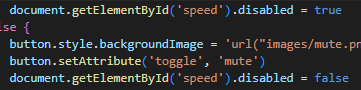 document.getElementById('speed').disabled = true
else {
button.style.backgroundImage = 'url("images/mute.pn
button.setAttribute('toggle', 'mute')
document.getElementById('speed').disabled = false